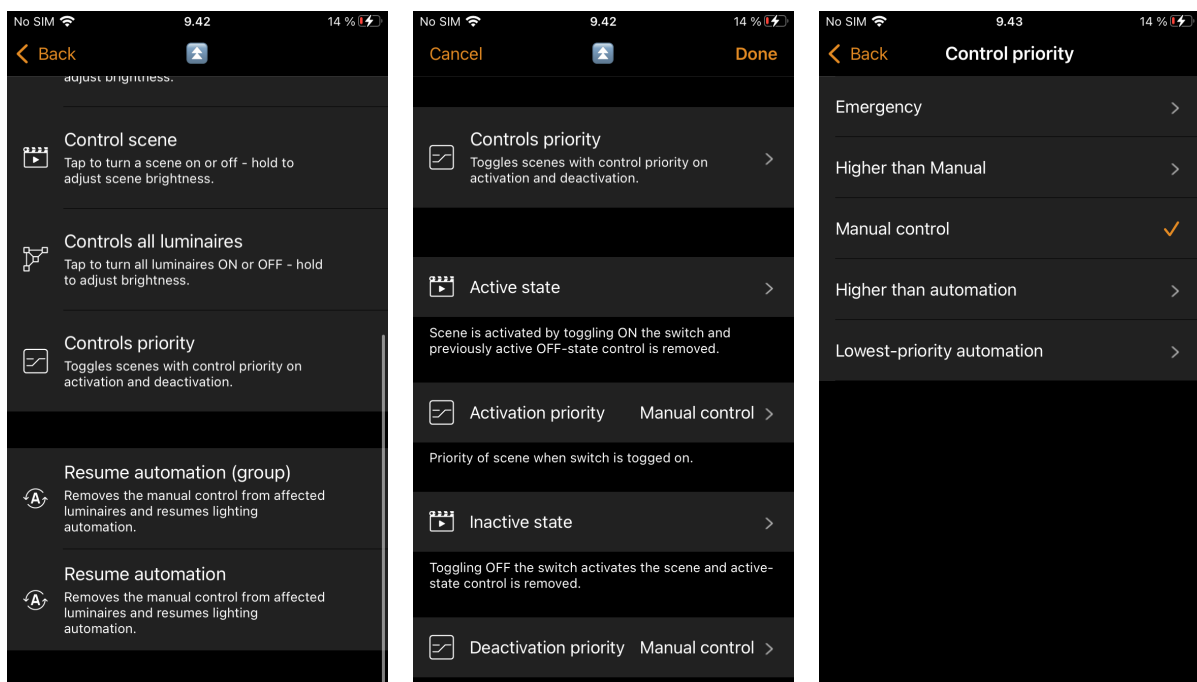 No SIM 9.42 14 %
Back
adjust brightness.
Control scene
Tap to turn a scene on or off - hold to
adjust scene brightness.
Controls all luminaires
Tap to turn all luminaires ON or OFF - hold
to adjust brightness.
Controls priority
Toggles scenes with control priority on
activation and deactivation.
Resume automation (group)
Removes the manual control from affected
luminaires and resumes lighting
automation.
Resume automation
Removes the manual control from affected
luminaires and resumes lighting
automation.
No SIM 9.42 14 %
Cancel Done
Controls priority
Toggles scenes with control priority on
activation and deactivation.
Active state
Scene is activated by toggling ON the switch and
previously active OFF-state control is removed.
Activation priority Manual control
Priority of scene when switch is togged on.
Inactive state
Toggling OFF the switch activates the scene and active-
state control is removed.
Deactivation priority Manual control
No SIM 9.43 14 %
Back Control priority
Emergency
Higher than Manual
Manual control
Higher than automation
Lowest-priority automation